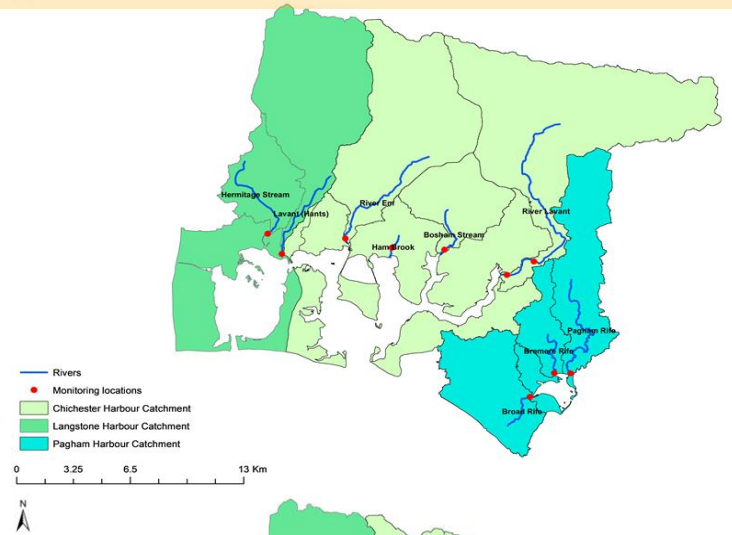 Hermitage Stream
Lavant (Hants)
River Em
Ham Brook
Bosham Stream
River Lavant
Pagham Rife
Bremere Rife
Broad Rife
Rivers
Monitoring locations
Chichester Harbour Catchment
Langstone Harbour Catchment
Pagham Harbour Catchment
0 3.25 6.5 13 Km
N